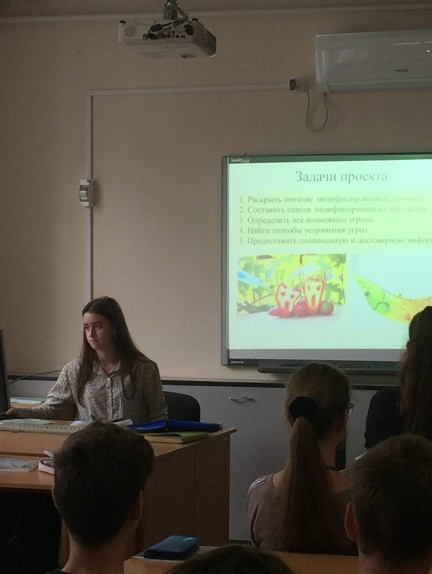 Задачи проекта
1. Раскрыть понятие модифицированных
2. Составить список модифицированных продуктов
3. Определить все возможные угрозы
4. Найти способы устранения угроз
5. Предоставить полноценную и достоверную инфор